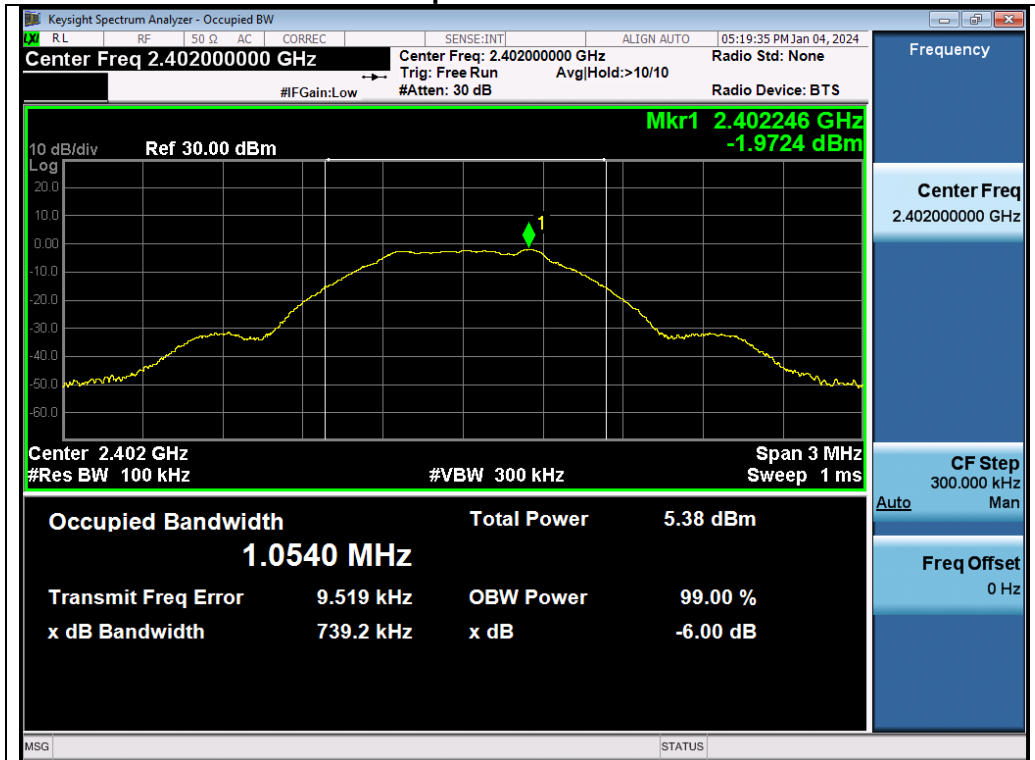 Keysight Spectrum Analyzer - Occupied BW
LXI RL RF 50 Ω AC CORREC SENSE:INT ALIGN AUTO 05:19:35 PM Jan 04, 2024
Center Freq 2.402000000 GHz
Center Freq: 2.402000000 GHz
Radio Std: None
Trig: Free Run Avg|Hold:>10/10
#IFGain:Low
#Atten: 30 dB
Radio Device: BTS
Frequency
Mkr1 2.402246 GHz
-1.9724 dBm
10 dB/div Ref 30.00 dBm
Log
20.0
10.0
0.00
-10.0
-20.0
-30.0
-40.0
-50.0
-60.0
1
Center 2.402 GHz Span 3 MHz
#Res BW 100 kHz #VBW 300 kHz Sweep 1 ms
Occupied Bandwidth Total Power 5.38 dBm
1.0540 MHz
Transmit Freq Error 9.519 kHz OBW Power 99.00 %
x dB Bandwidth 739.2 kHz x dB -6.00 dB
Center Freq
2.402000000 GHz
CF Step
300.000 kHz
Auto Man
Freq Offset
0 Hz
MSG STATUS